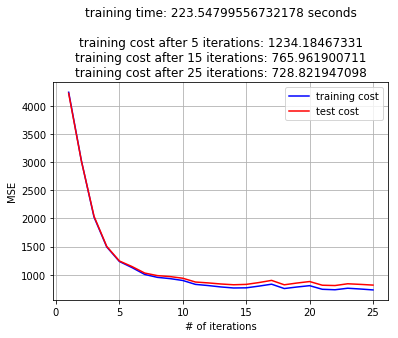 training time: 223.54799556732178 seconds
training cost after 5 iterations: 1234.18467331
training cost after 15 iterations: 765.961900711
training cost after 25 iterations: 728.821947098
training cost
test cost
MSE
4000
3500
3000
2500
2000
1500
1000
0
5
10
15
20
25
# of iterations